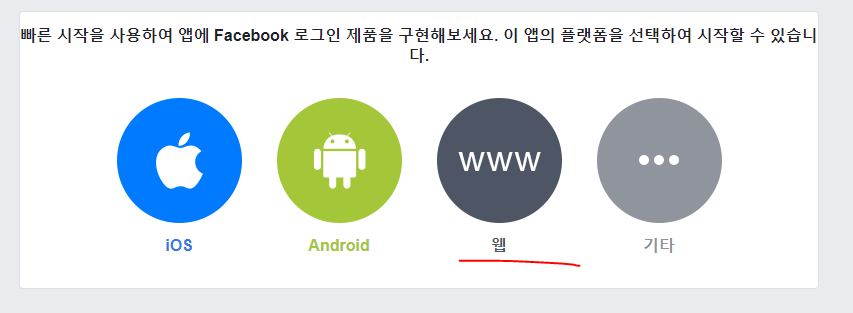 빠른 시작을 사용하여 앱에 Facebook 로그인 제품을 구현해보세요. 이 앱의 플랫폼을 선택하여 시작할 수 있습니
다.
www
iOS
Android
웹
기타